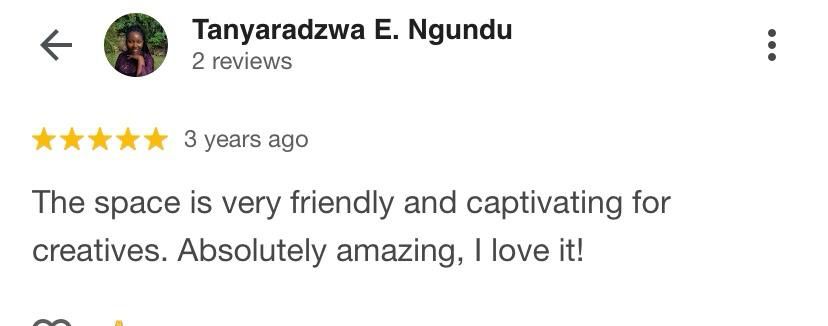 Tanyaradzwa E. Ngundu
2 reviews
3 years ago
The space is very friendly and captivating for
creatives. Absolutely amazing, I love it!